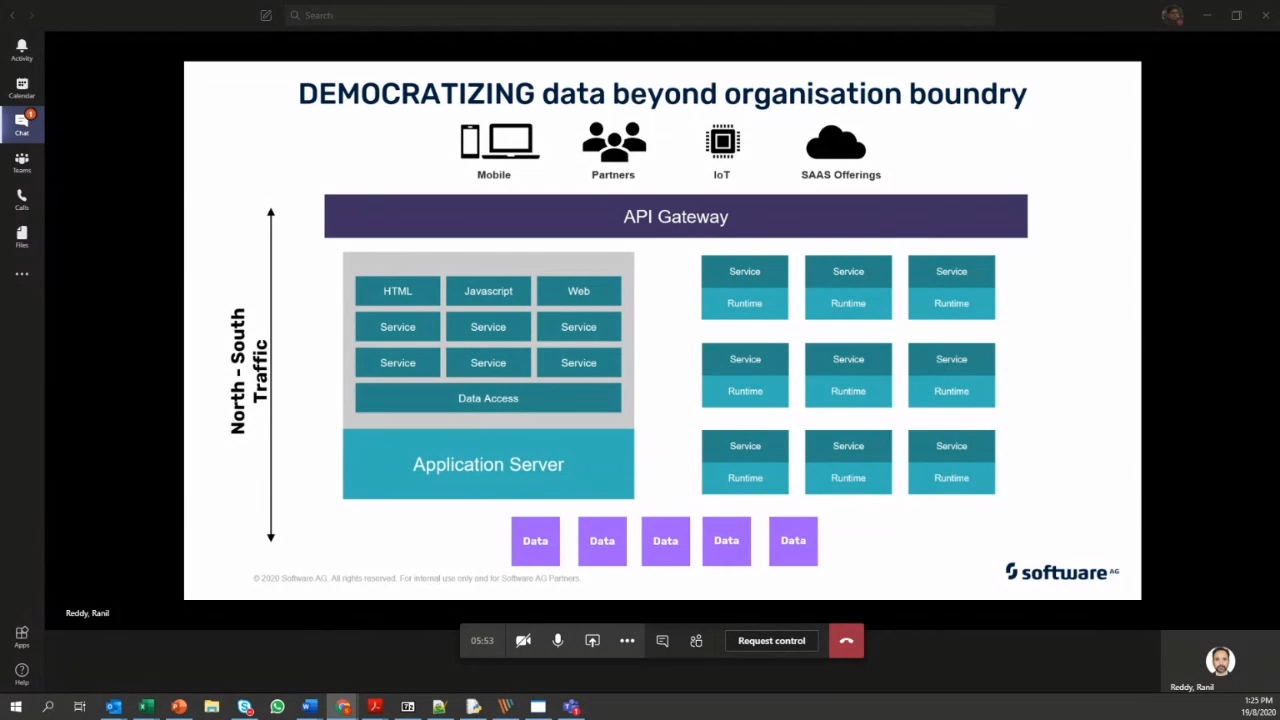 Search
Activity
Calendar
1
Chat
Teams
Calls
Files
Apps
Help
DEMOCRATIZING data beyond organisation boundry
Mobile Partners IoT SAAS Offerings
API Gateway
North - South
Traffic
HTML Javascript Web
Service Service Service
Service Service Service
Data Access
Application Server
Service Service Service
Runtime Runtime Runtime
Service Service Service
Runtime Runtime Runtime
Service Service Service
Runtime Runtime Runtime
Data Data Data Data Data
© 2020 Software AG. All rights reserved. For internal use only and for Software AG Partners.
software AG
Reddy, Ranil
05:53
Request control
Reddy, Ranil
1:25 PM
19/8/2020